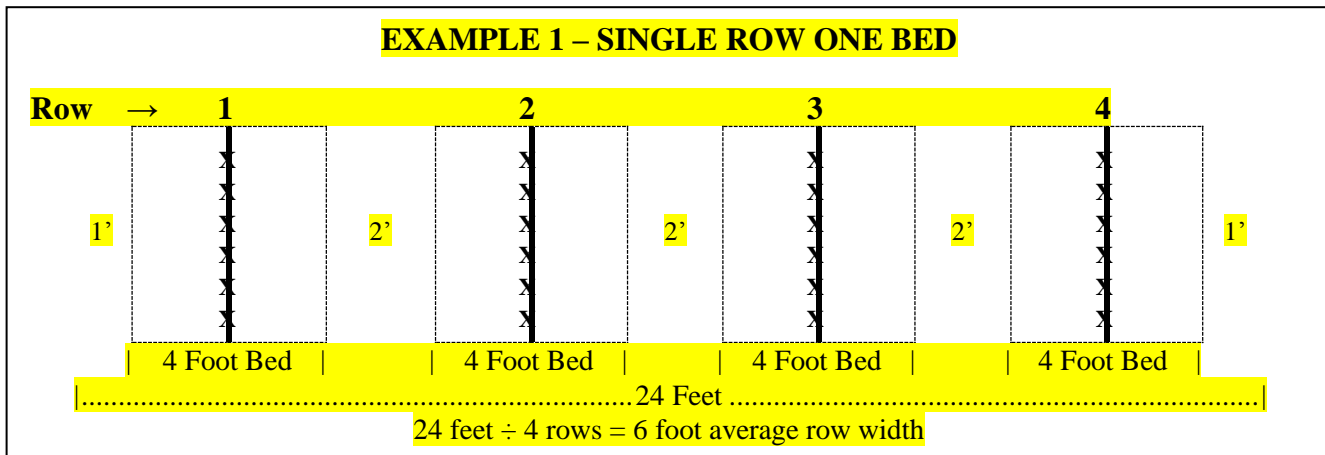 EXAMPLE 1 – SINGLE ROW ONE BED
Row → 1 2 3 4
X X X X
X X X X
1’ X 2’ X 2’ X 2’ X 1’
X X X X
X X X X
X X X X
| 4 Foot Bed | | 4 Foot Bed | | 4 Foot Bed | | 4 Foot Bed |
|...........................................................................24 Feet ........................................................................|
24 feet ÷ 4 rows = 6 foot average row width